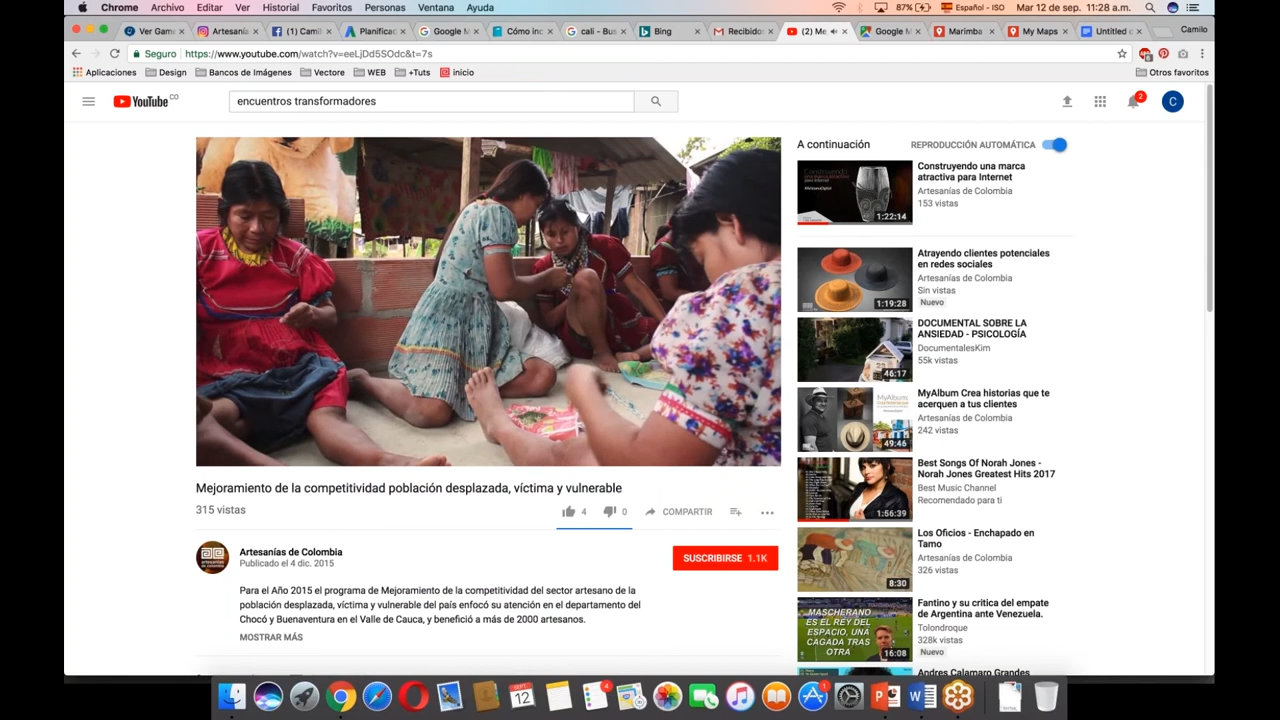 Chrome Archivo Editar Ver Historial Favoritos Personas Ventana Ayuda 87% Español - ISO Mar 12 de sep. 11:28 a.m.
Ver Game Artesanía (1) Camil Planificad Google M Cómo inc cali - Bus Bing Recibidos (2) Me Google M Marimba My Maps Untitled d Camilo
Seguro https://www.youtube.com/watch?v=eeLjDd5SOdc&t=7s
Aplicaciones Design Bancos de Imágenes Vectore WEB +Tuts inicio Otros favoritos
YouTube CO encuentros transformadores 2 C
A continuación REPRODUCCIÓN AUTOMÁTICA
Construyendo una marca
atractiva para Internet
Artesanías de Colombia
153 vistas
1:22:14
Atrayendo clientes potenciales
en redes sociales
Artesanías de Colombia
Sin vistas
Nuevo
1:19:28
DOCUMENTAL SOBRE LA
ANSIEDAD - PSICOLOGÍA
DocumentalesKim
55k vistas
46:17
MyAlbum Crea historias que te
acerquen a tus clientes
Artesanías de Colombia
242 vistas
49:46
Best Songs Of Norah Jones -
Norah Jones Greatest Hits 2017
Best Music Channel
Recomendado para ti
1:56:39
Los Oficios - Enchapado en
Tamo
Artesanías de Colombia
326 vistas
8:30
Fantino y su critica del empate
de Argentina ante Venezuela.
Tolondroque
328k vistas
Nuevo
MASCHERANO
ES EL REY DEL
ESPACIO, UNA
CAGADA TRAS
OTRA
16:08
Andres Calamaro Grandes
Mejoramiento de la competitividad población desplazada, víctima y vulnerable
315 vistas
4 0 COMPARTIR
Artesanías de Colombia
Publicado el 4 dic. 2015
SUSCRIBIRSE 1.1K
Para el Año 2015 el programa de Mejoramiento de la competitividad del sector artesano de la
población desplazada, víctima y vulnerable del país enfocó su atención en el departamento del
Chocó y Buenaventura en el Valle de Cauca, y benefició a más de 2000 artesanos.
MOSTRAR MÁS
SEPT. 12 4 1